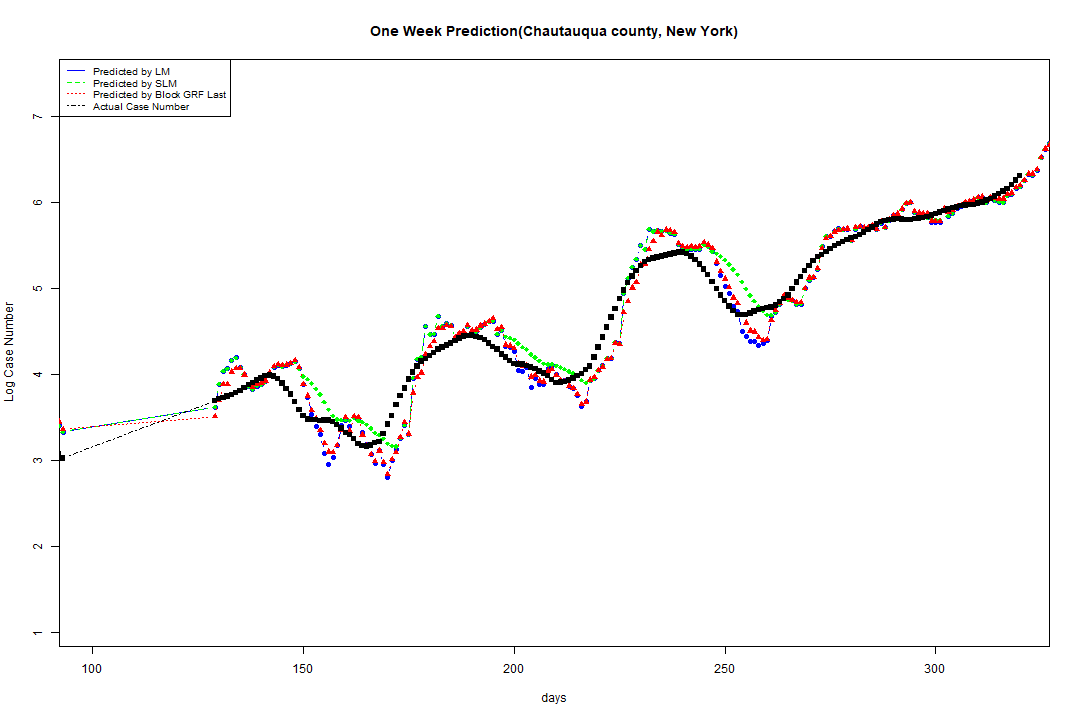 One Week Prediction(Chautauqua county, New York)
Predicted by LM
Predicted by SLM
Predicted by Block GRF Last
Actual Case Number
Log Case Number
7
6
5
4
3
2
1
100 150 200 250 300
days